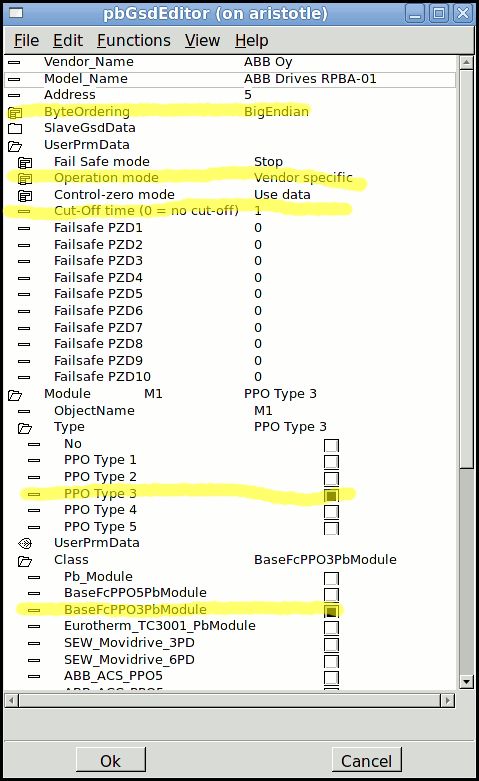 pbGsdEditor (on aristotle)
File Edit Functions View Help
Vendor_Name ABB Oy
Model_Name ABB Drives RPBA-01
Address 5
ByteOrdering BigEndian
SlaveGsdData
UserPrmData
Fail Safe mode Stop
Operation mode Vendor specific
Control-zero mode Use data
Cut-Off time (0 = no cut-off) 1
Failsafe PZD1 0
Failsafe PZD2 0
Failsafe PZD3 0
Failsafe PZD4 0
Failsafe PZD5 0
Failsafe PZD6 0
Failsafe PZD7 0
Failsafe PZD8 0
Failsafe PZD9 0
Failsafe PZD10 0
Module M1 PPO Type 3
ObjectName M1
Type PPO Type 3
No
PPO Type 1
PPO Type 2
PPO Type 3
PPO Type 4
PPO Type 5
UserPrmData
Class BaseFcPPO3PbModule
Pb_Module
BaseFcPPO5PbModule
BaseFcPPO3PbModule
Eurotherm_TC3001_PbModule
SEW_Movidrive_3PD
SEW_Movidrive_6PD
ABB_ACS_PPO5
Ok Cancel